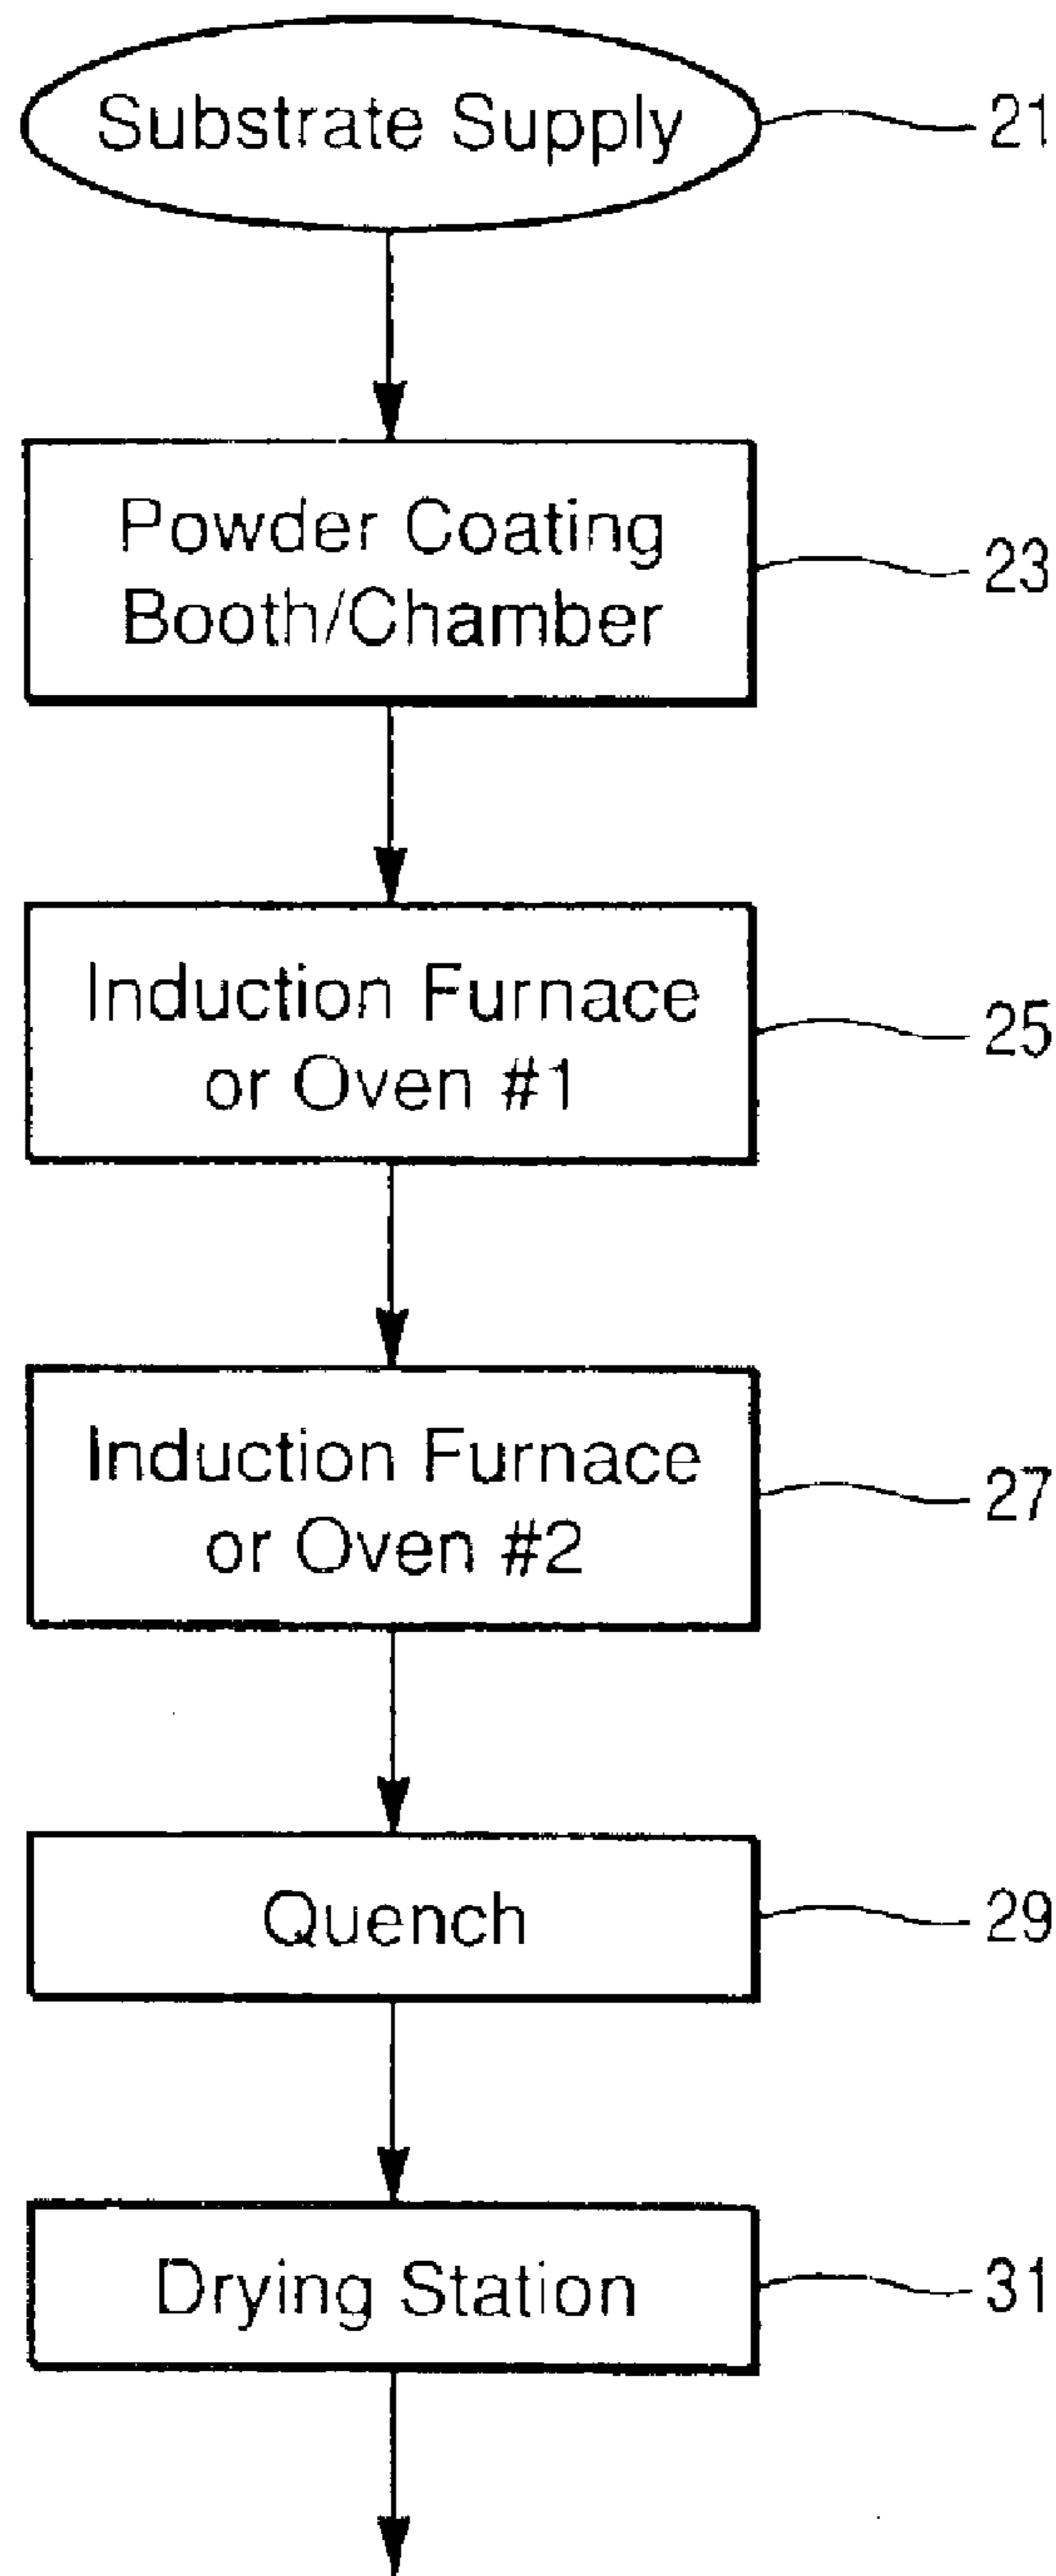 Substrate Supply
21
Powder Coating
Booth/Chamber
23
Induction Furnace
or Oven #1
25
Induction Furnace
or Oven #2
27
Quench
29
Drying Station
31